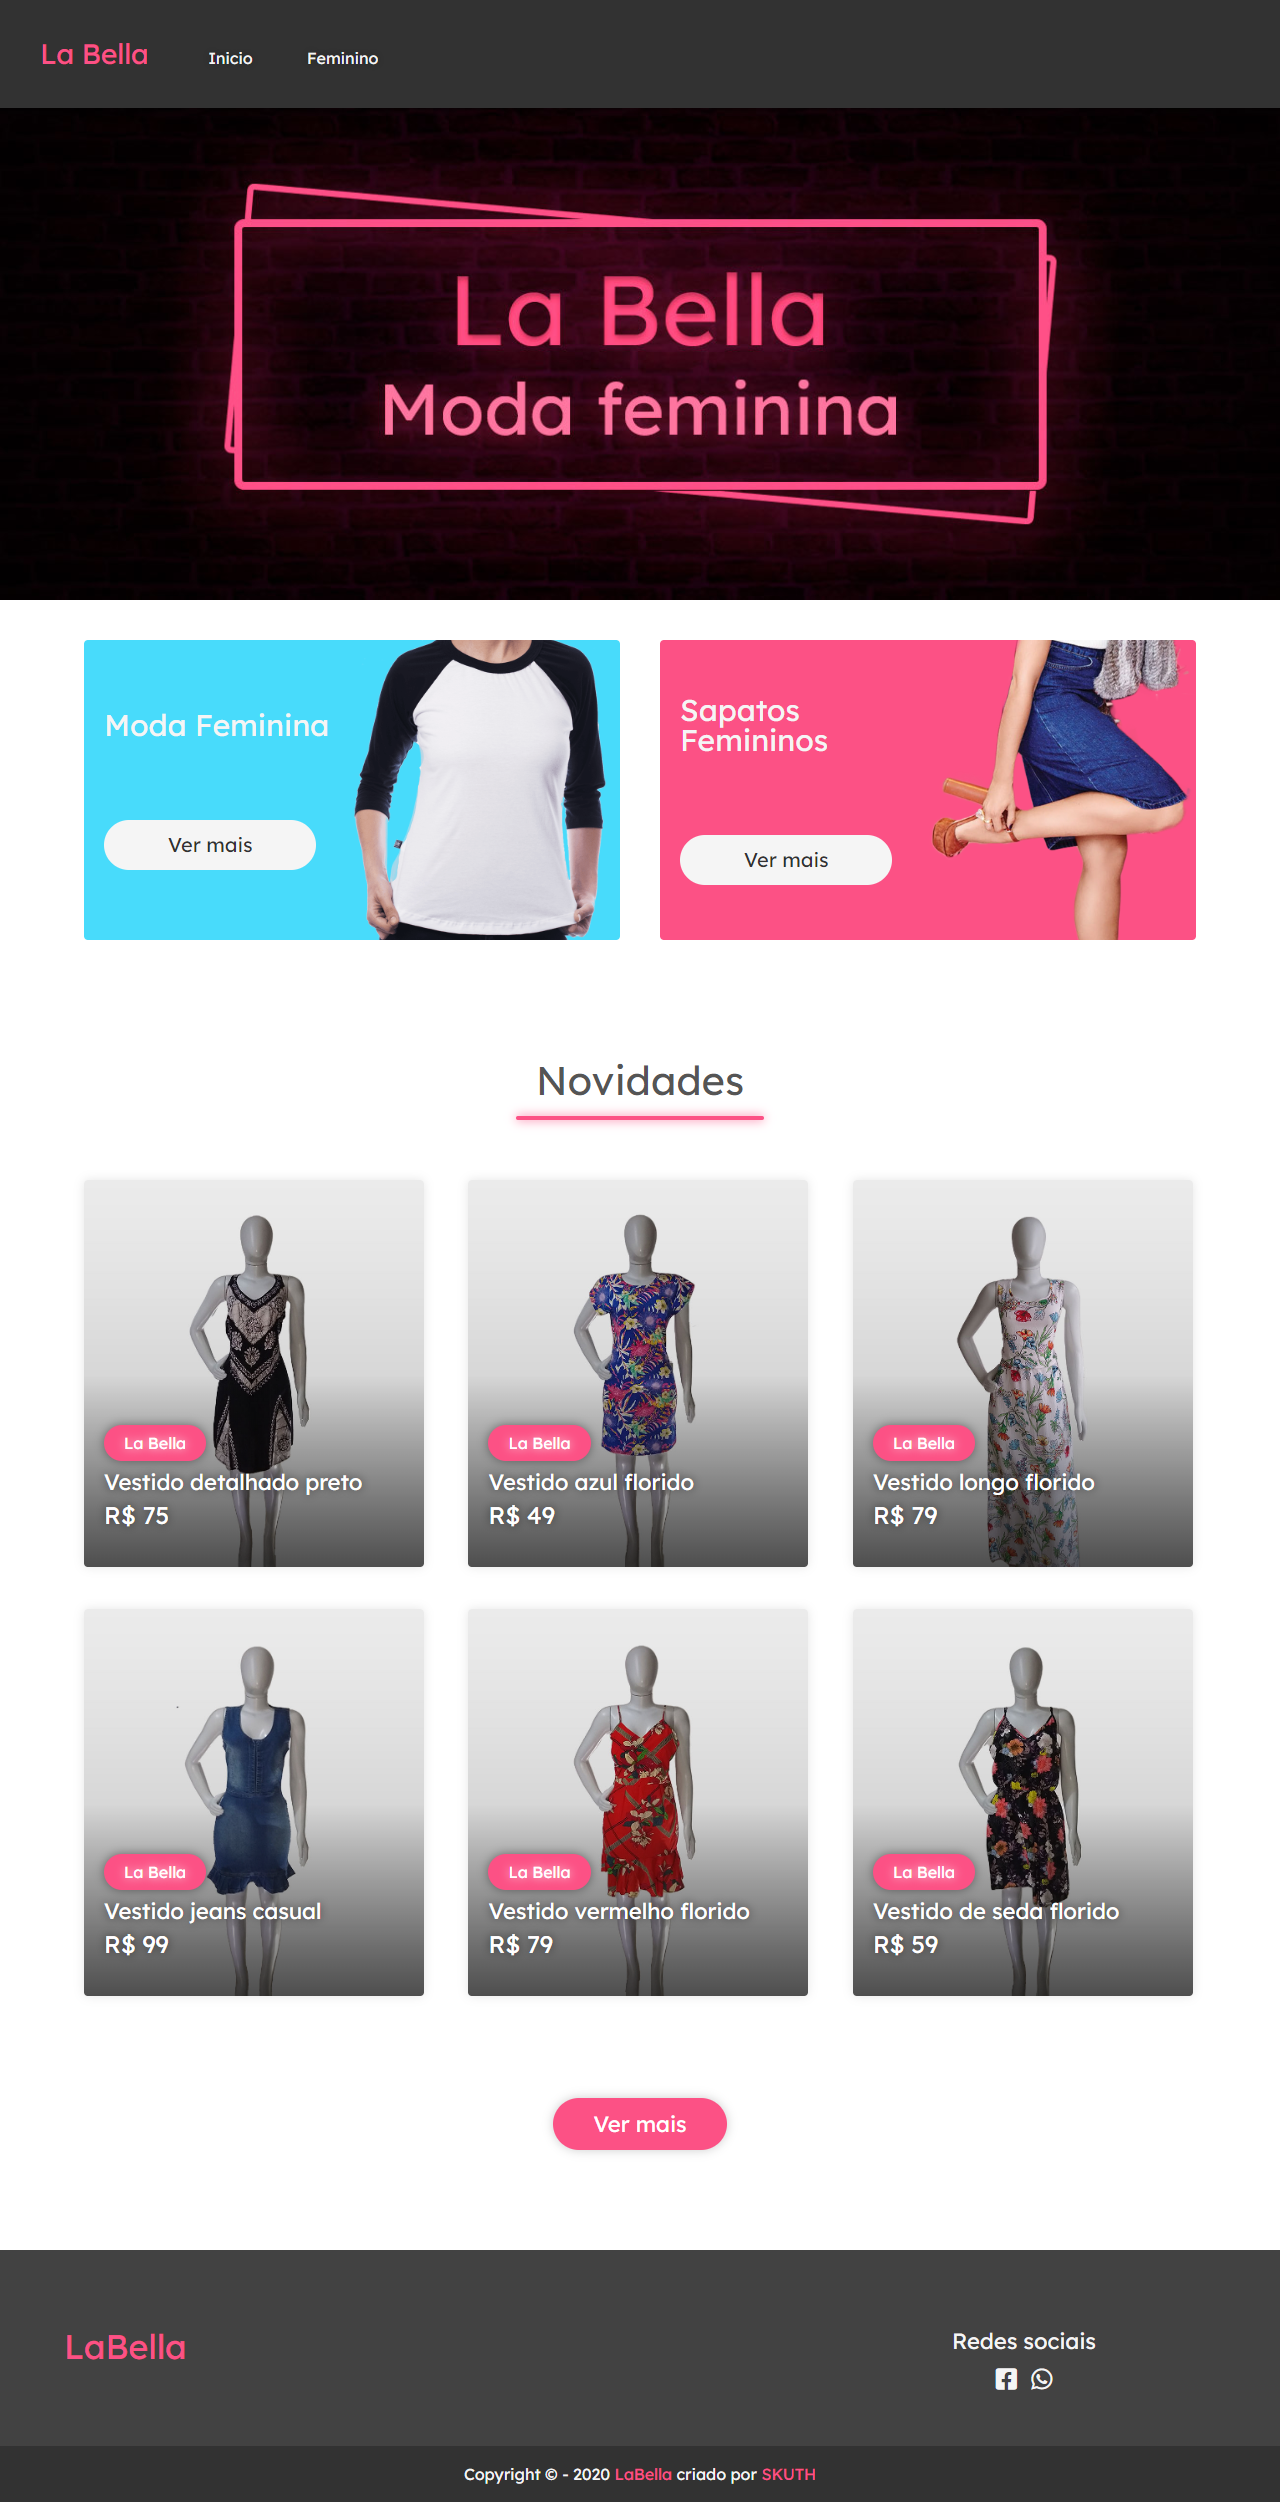 La Bella
Inicio
Feminino
La Bella
Moda feminina
Moda Feminina
Ver mais
Sapatos
Femininos
Ver mais
Novidades
La Bella
Vestido detalhado preto
R$ 75
La Bella
Vestido azul florido
R$ 49
La Bella
Vestido longo florido
R$ 79
La Bella
Vestido jeans casual
R$ 99
La Bella
Vestido vermelho florido
R$ 79
La Bella
Vestido de seda florido
R$ 59
Ver mais
LaBella
Redes sociais
Copyright © - 2020 LaBella criado por SKUTH